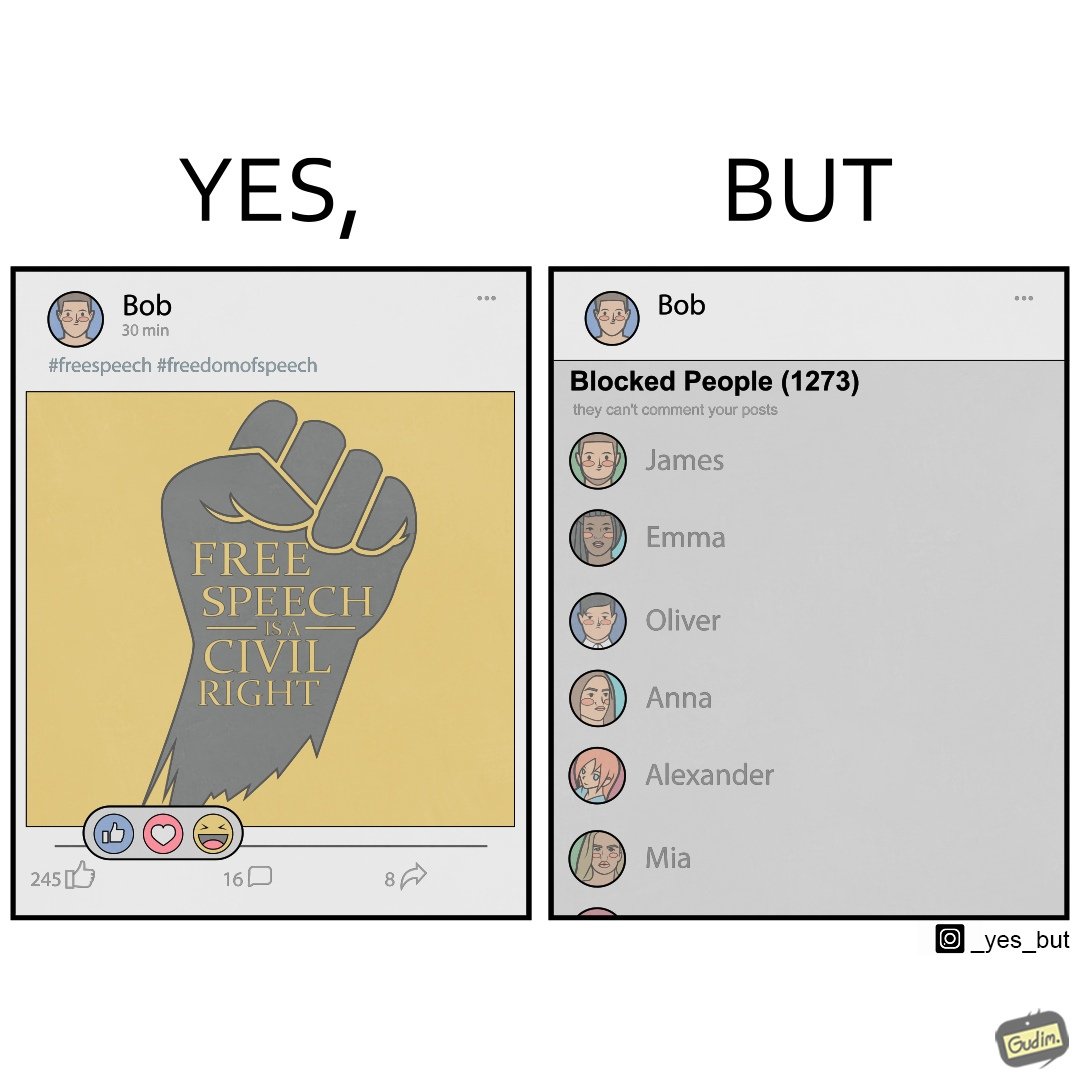 YES,
BUT
Bob
30 min
#freespeech #freedomofspeech
FREE
SPEECH
IS A
CIVIL
RIGHT
245
16
8
Bob
Blocked People (1273)
they can't comment your posts
James
Emma
Oliver
Anna
Alexander
Mia
_yes_but
Gudim.